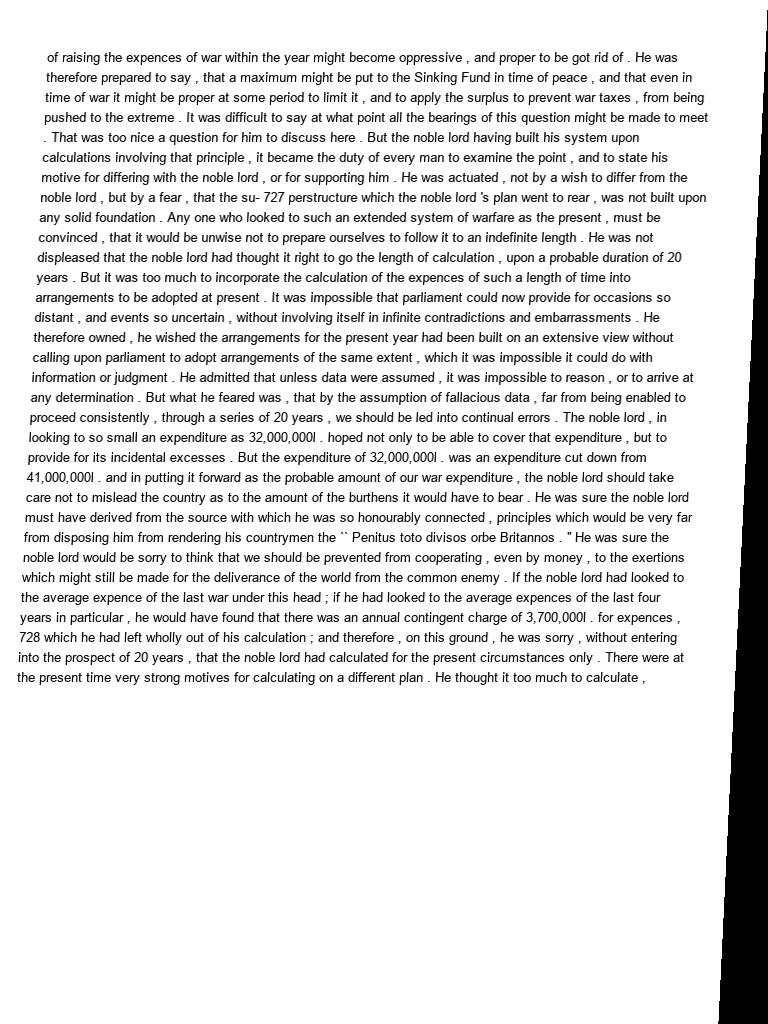 of raising the expences of war within the year might become oppressive , and proper to be got rid of . He was
therefore prepared to say , that a maximum might be put to the Sinking Fund in time of peace , and that even in
time of war it might be proper at some period to limit it , and to apply the surplus to prevent war taxes , from being
pushed to the extreme . It was difficult to say at what point all the bearings of this question might be made to meet
. That was too nice a question for him to discuss here . But the noble lord having built his system upon
calculations involving that principle , it became the duty of every man to examine the point , and to state his
motive for differing with the noble lord , or for supporting him . He was actuated , not by a wish to differ from the
noble lord , but by a fear , that the su- 727 perstructure which the noble lord 's plan went to rear , was not built upon
any solid foundation . Any one who looked to such an extended system of warfare as the present , must be
convinced , that it would be unwise not to prepare ourselves to follow it to an indefinite length . He was not
displeased that the noble lord had thought it right to go the length of calculation , upon a probable duration of 20
years . But it was too much to incorporate the calculation of the expences of such a length of time into
arrangements to be adopted at present . It was impossible that parliament could now provide for occasions so
distant , and events so uncertain , without involving itself in infinite contradictions and embarrassments . He
therefore owned , he wished the arrangements for the present year had been built on an extensive view without
calling upon parliament to adopt arrangements of the same extent , which it was impossible it could do with
information or judgment . He admitted that unless data were assumed , it was impossible to reason , or to arrive at
any determination . But what he feared was , that by the assumption of fallacious data , far from being enabled to
proceed consistently , through a series of 20 years , we should be led into continual errors . The noble lord , in
looking to so small an expenditure as 32,000,000l . hoped not only to be able to cover that expenditure , but to
provide for its incidental excesses . But the expenditure of 32,000,000l . was an expenditure cut down from
41,000,000l . and in putting it forward as the probable amount of our war expenditure , the noble lord should take
care not to mislead the country as to the amount of the burthens it would have to bear . He was sure the noble lord
must have derived from the source with which he was so honourably connected , principles which would be very far
from disposing him from rendering his countrymen the `` Penitus toto divisos orbe Britannos . " He was sure the
noble lord would be sorry to think that we should be prevented from cooperating , even by money , to the exertions
which might still be made for the deliverance of the world from the common enemy . If the noble lord had looked to
the average expence of the last war under this head ; if he had looked to the average expences of the last four
years in particular , he would have found that there was an annual contingent charge of 3,700,000l . for expences ,
728 which he had left wholly out of his calculation ; and therefore , on this ground , he was sorry , without entering
into the prospect of 20 years , that the noble lord had calculated for the present circumstances only . There were at
the present time very strong motives for calculating on a different plan . He thought it too much to calculate ,